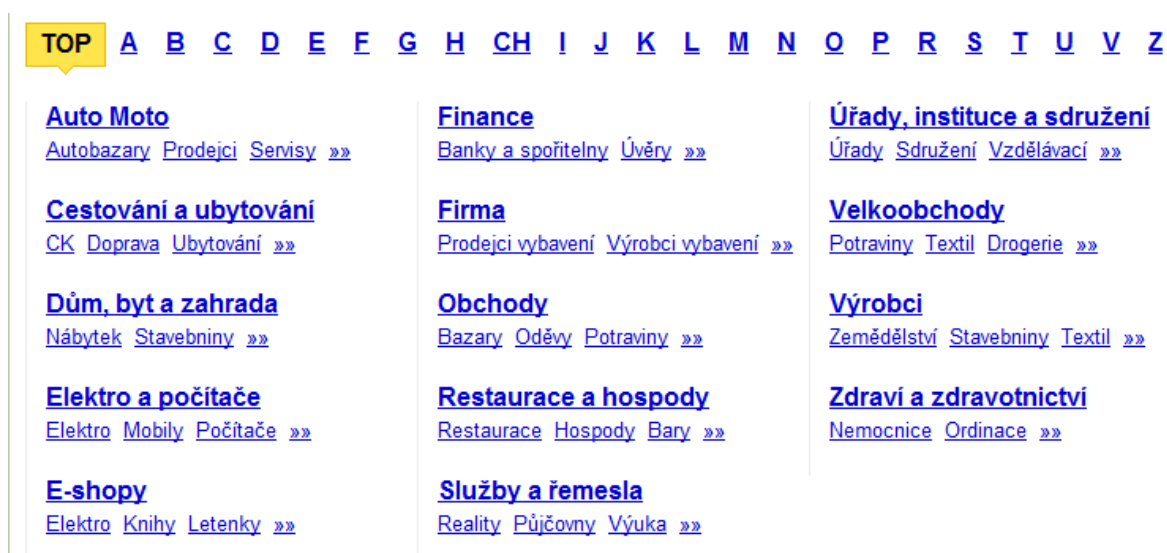 TOP A B C D E F G H CH I J K L M N O P R S T U V Z
Auto Moto
Autobazary Prodejci Servisy »»
Cestování a ubytování
CK Doprava Ubytování »»
Dům, byt a zahrada
Nábytek Stavebniny »»
Elektro a počítače
Elektro Mobily Počítače »»
E-shopy
Elektro Knihy Letenky »»
Finance
Banky a spořitelny Úvěry »»
Firma
Prodejci vybavení Výrobci vybavení »»
Obchody
Bazary Oděvy Potraviny »»
Restaurace a hospody
Restaurace Hospody Bary »»
Služby a řemesla
Reality Půjčovny Výuka »»
Úřady, instituce a sdružení
Úřady Sdružení Vzdělávací »»
Velkoobchody
Potraviny Textil Drogerie »»
Výrobci
Zemědělství Stavebniny Textil »»
Zdraví a zdravotnictví
Nemocnice Ordinace »»